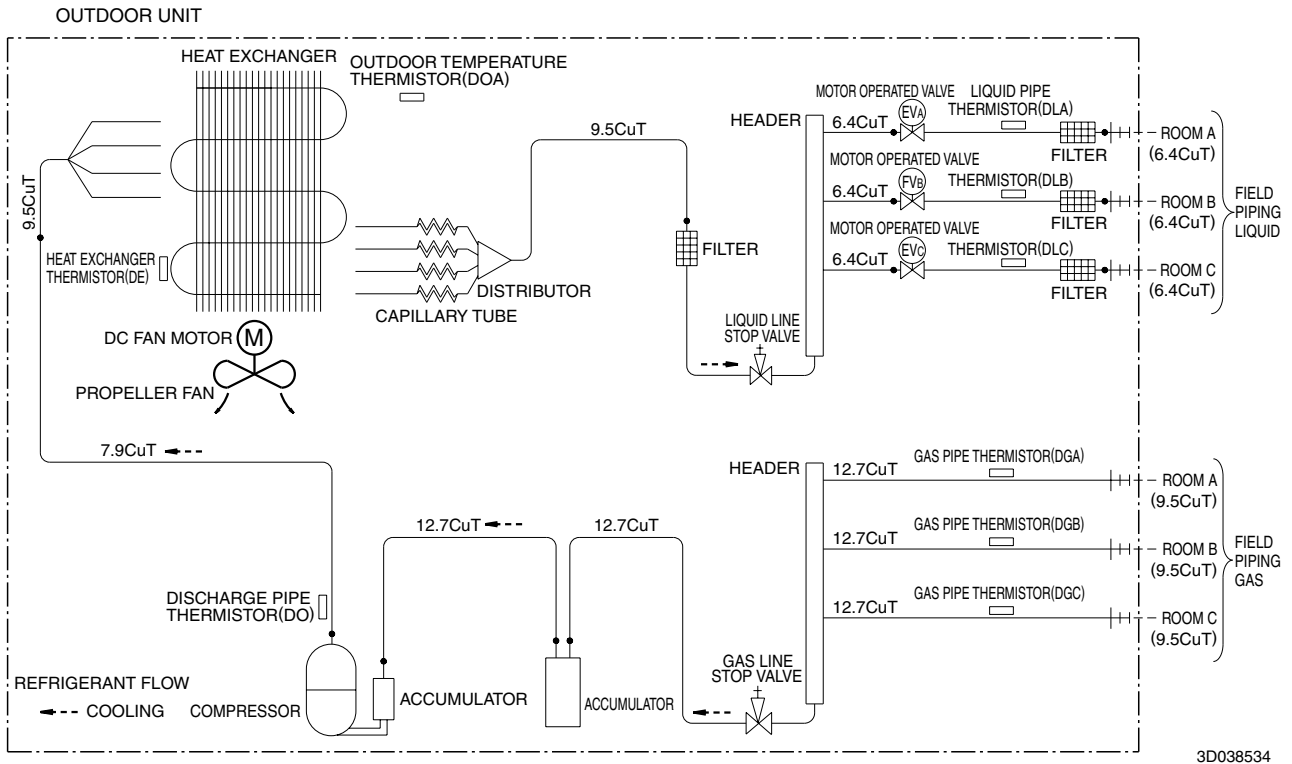 OUTDOOR UNIT
HEAT EXCHANGER
OUTDOOR TEMPERATURE
THERMISTOR(DOA)
9.5CuT
HEAT EXCHANGER
THERMISTOR(DE)
9.5CuT
CAPILLARY TUBE
DISTRIBUTOR
FILTER
LIQUID LINE
STOP VALVE
HEADER
MOTOR OPERATED VALVE
LIQUID PIPE
THERMISTOR(DLA)
6.4CuT
EVA
FILTER
ROOM A
(6.4CuT)
MOTOR OPERATED VALVE
THERMISTOR(DLB)
6.4CuT
FVB
FILTER
ROOM B
(6.4CuT)
MOTOR OPERATED VALVE
THERMISTOR(DLC)
6.4CuT
EVC
FILTER
ROOM C
(6.4CuT)
FIELD
PIPING
LIQUID
DC FAN MOTOR
M
PROPELLER FAN
7.9CuT
DISCHARGE PIPE
THERMISTOR(DO)
12.7CuT
12.7CuT
HEADER
GAS PIPE THERMISTOR(DGA)
12.7CuT
ROOM A
(9.5CuT)
GAS PIPE THERMISTOR(DGB)
12.7CuT
ROOM B
(9.5CuT)
GAS PIPE THERMISTOR(DGC)
12.7CuT
ROOM C
(9.5CuT)
FIELD
PIPING
GAS
GAS LINE
STOP VALVE
REFRIGERANT FLOW
COOLING
COMPRESSOR
ACCUMULATOR
ACCUMULATOR
3D038534